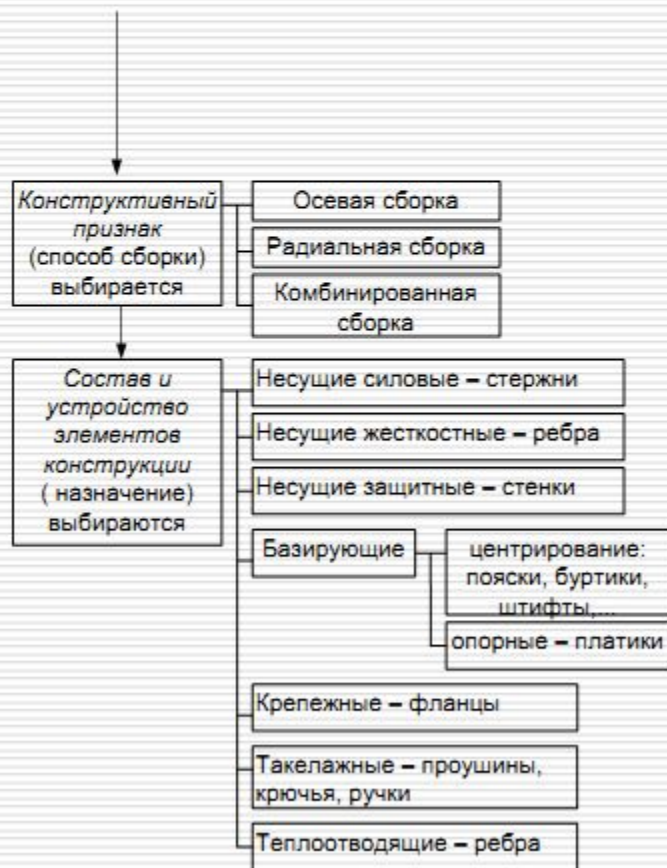 Конструктивный
признак
(способ сборки)
выбирается
Осевая сборка
Радиальная сборка
Комбинированная
сборка
Состав и
устройство
элементов
конструкции
( назначение)
выбираются
Несущие силовые – стержни
Несущие жесткостные – ребра
Несущие защитные – стенки
Базирующие
центрирование:
пояски, буртики,
штифты,...
опорные – платики
Крепежные – фланцы
Такелажные – проушины,
крючья, ручки
Теплоотводящие – ребра